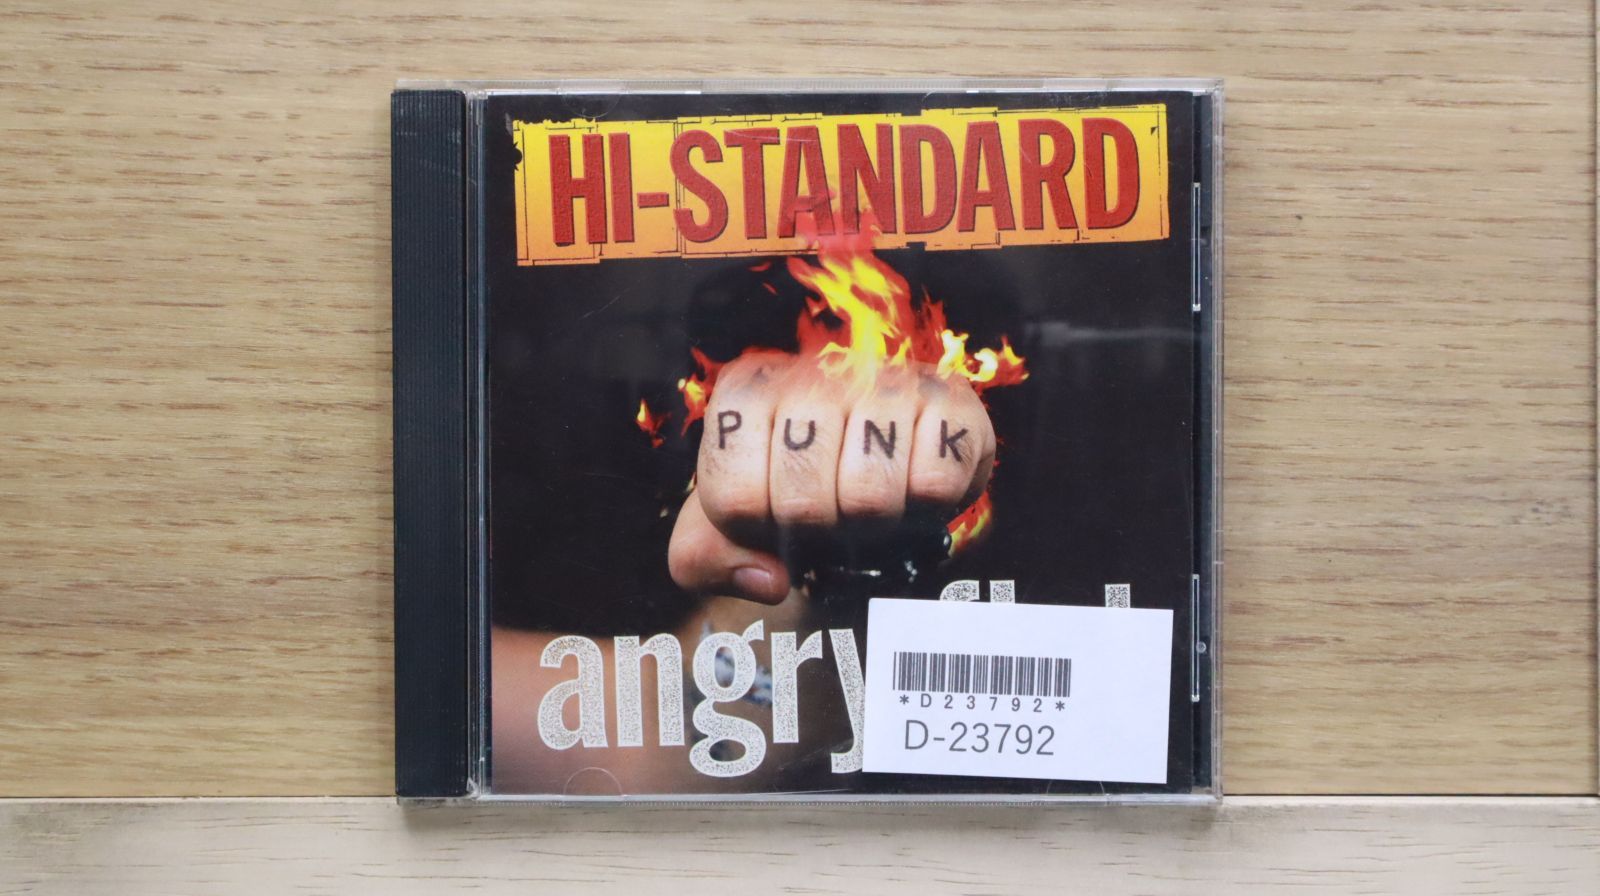 HI-STANDARD
PUNK
angry
*D23792*
D-23792